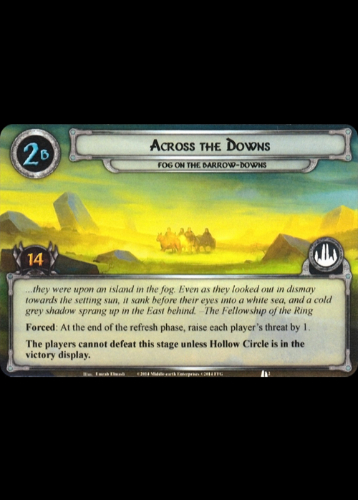 2B
ACROSS THE DOWNS
FOG ON THE BARROW-DOWNS
14
...they were upon an island in the fog. Even as they looked out in dismay
towards the setting sun, it sank before their eyes into a white sea, and a cold
grey shadow sprang up in the East behind. –The Fellowship of the Ring
Forced: At the end of the refresh phase, raise each player's threat by 1.
The players cannot defeat this stage unless Hollow Circle is in the
victory display.
Illus.
©2014 Middle-earth Enterprises ©2014 FFG